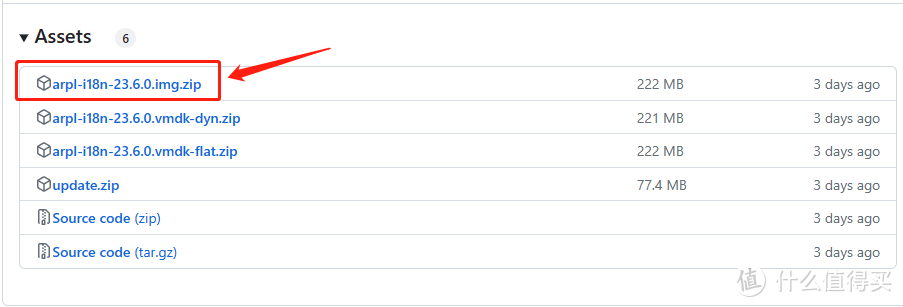 Assets 6
arpl-i18n-23.6.0.img.zip 222 MB 3 days ago
arpl-i18n-23.6.0.vmdk-dyn.zip 221 MB 3 days ago
arpl-i18n-23.6.0.vmdk-flat.zip 222 MB 3 days ago
update.zip 77.4 MB 3 days ago
Source code (zip) 3 days ago
Source code (tar.gz) 3 days ago
值 什么值得买